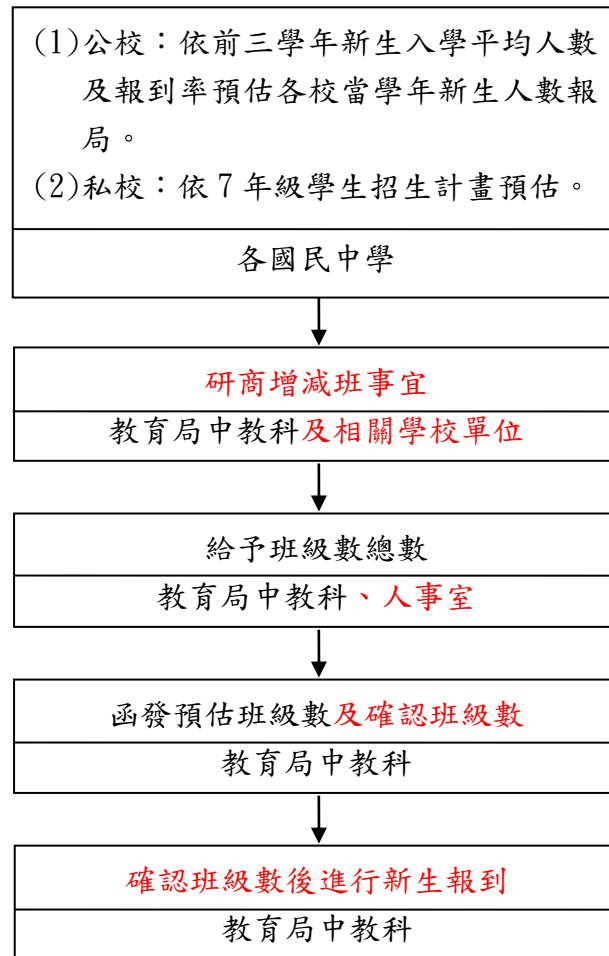 (1)公校：依前三學年新生入學平均人數
及報到率預估各校當學年新生人數報
局。
(2)私校：依7年級學生招生計畫預估。
各國民中學
研商增減班事宜
教育局中教科及相關學校單位
給予班級數總數
教育局中教科、人事室
函發預估班級數及確認班級數
教育局中教科
確認班級數後進行新生報到
教育局中教科